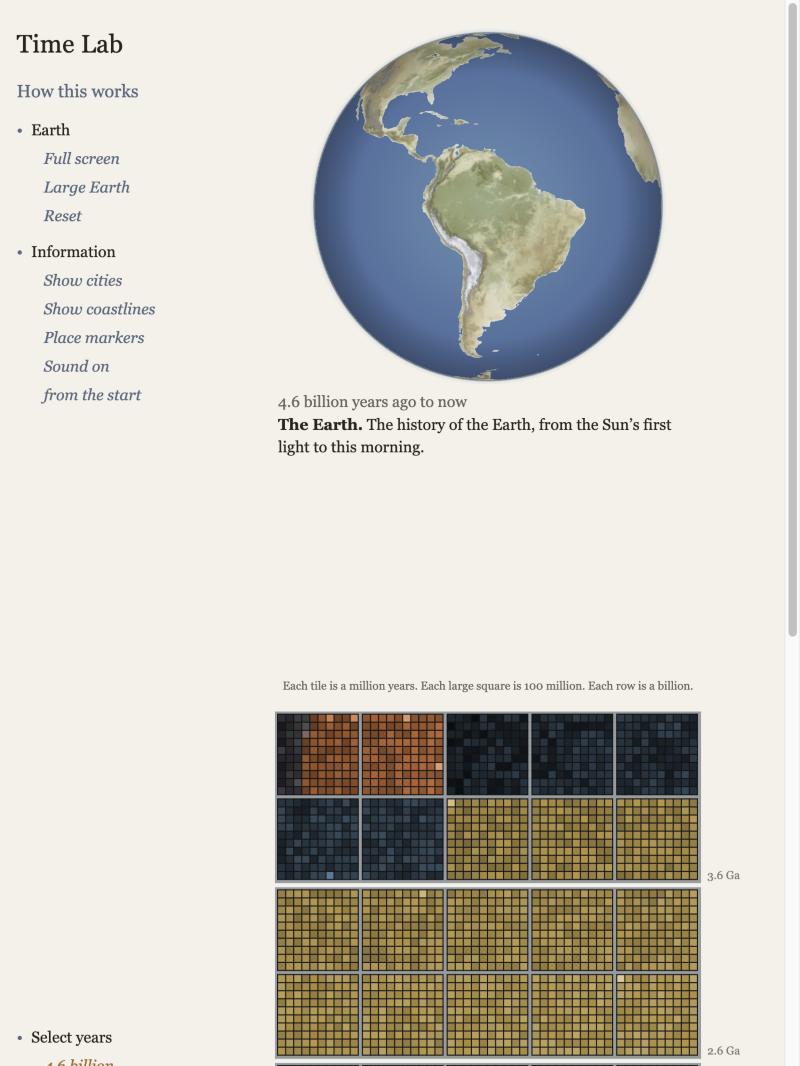 Time Lab
How this works
• Earth
Full screen
Large Earth
Reset
• Information
Show cities
Show coastlines
Place markers
Sound on
from the start
4.6 billion years ago to now
The Earth. The history of the Earth, from the Sun’s first
light to this morning.
Each tile is a million years. Each large square is 100 million. Each row is a billion.
3.6 Ga
2.6 Ga
• Select years
4.6 billion